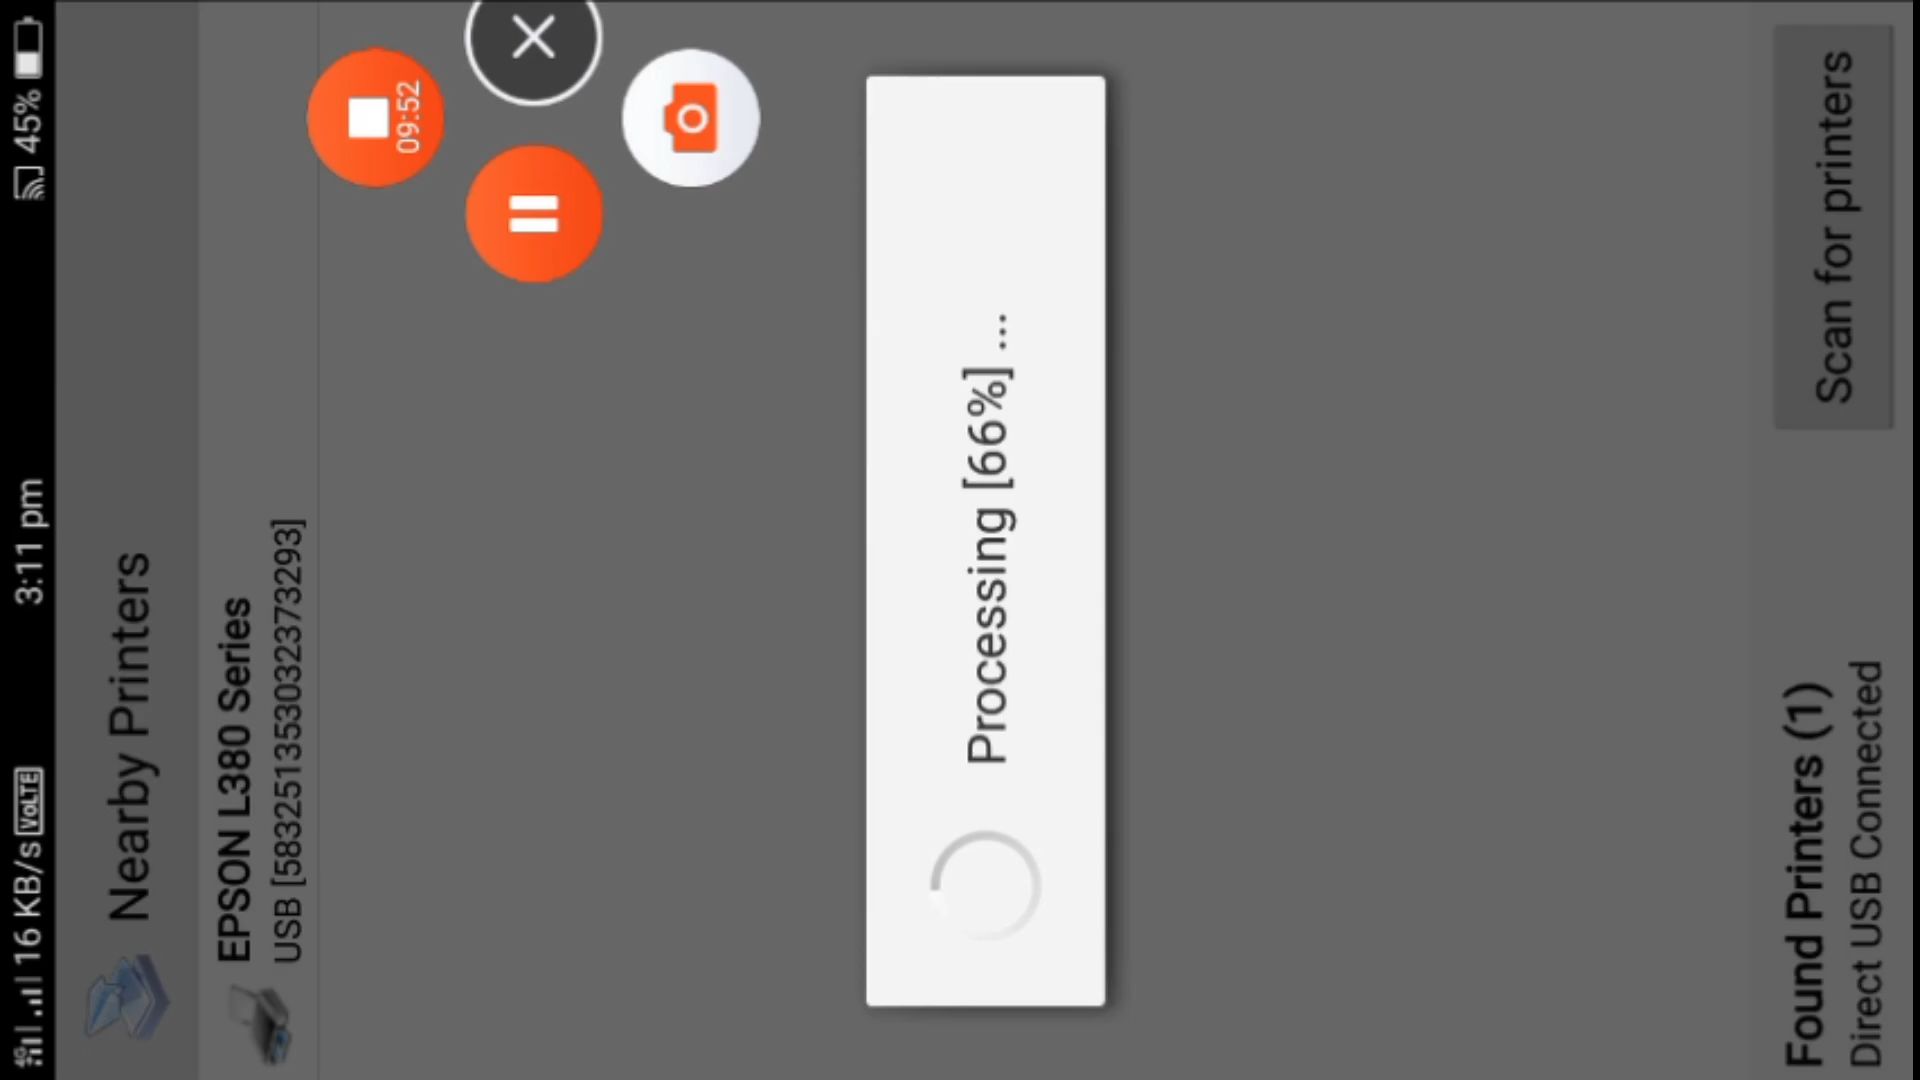 4G 16 KB/s VoLTE 3:11 pm 45%
Nearby Printers
EPSON L380 Series
USB [583251353032373293]
09:52
Processing [66%] ...
Found Printers (1)
Direct USB Connected
Scan for printers